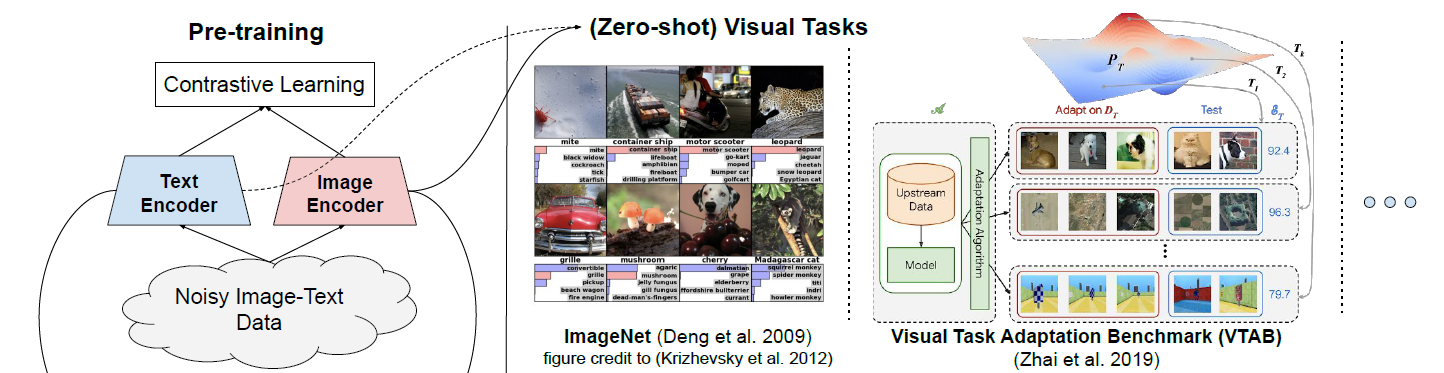 Pre-training
Contrastive Learning
Text
Encoder
Image
Encoder
Noisy Image-Text
Data
(Zero-shot) Visual Tasks
mite
container ship
motor scooter
leopard
mite
black widow
cockroach
tick
starfish
container ship
lifeboat
amphibian
fireboat
drilling platform
motor scooter
go-kart
moped
bumper car
golfcart
leopard
jaguar
cheetah
snow leopard
Egyptian cat
grille
mushroom
cherry
Madagascar cat
convertible
grille
pickup
beach wagon
fire engine
agaric
mushroom
jelly fungus
gill fungus
dead-man's-fingers
dalmatian
grape
elderberry
ffordshire bullterrier
currant
squirrel monkey
spider monkey
titi
indri
howler monkey
ImageNet (Deng et al. 2009)
figure credit to (Krizhevsky et al. 2012)
P_T
T_k
T_2
T_1
𝒜
Adapt on D_T
Test
Upstream
Data
Model
Adaptation Algorithm
92.4
96.3
79.7
Visual Task Adaptation Benchmark (VTAB)
(Zhai et al. 2019)